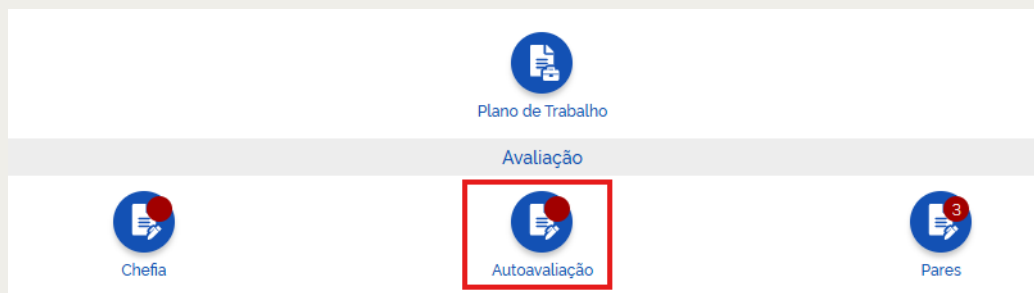 Plano de Trabalho
Avaliação
3
Chefia
Autoavaliação
Pares